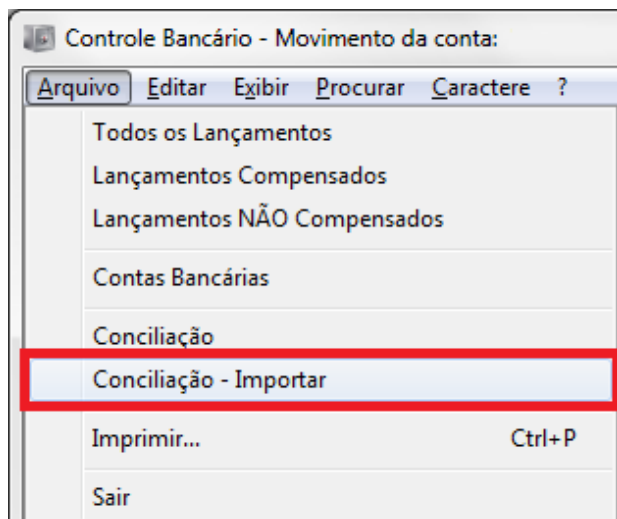 Controle Bancário - Movimento da conta:
Arquivo Editar Exibir Procurar Caractere ?
Todos os Lançamentos
Lançamentos Compensados
Lançamentos NÃO Compensados
Contas Bancárias
Conciliação
Conciliação - Importar
Imprimir... Ctrl+P
Sair